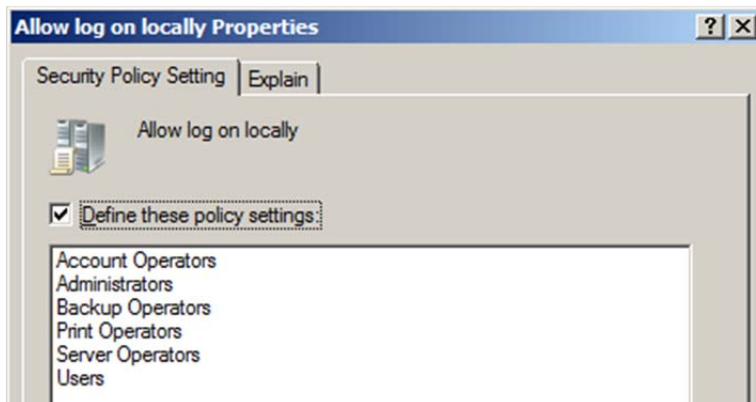 Allow log on locally Properties
? X
Security Policy Setting
Explain
Allow log on locally
Define these policy settings:
Account Operators
Administrators
Backup Operators
Print Operators
Server Operators
Users